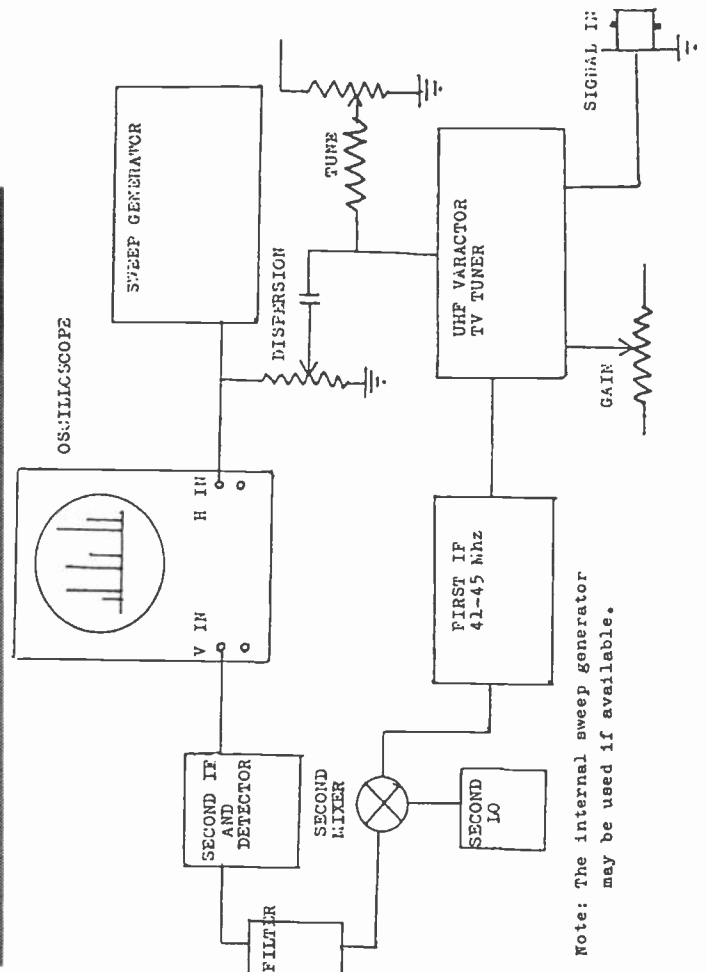 OSCILLOSCOPE
V IN
H IN
SWEEP GENERATOR
DISPERSION
TUNE
SECOND IF
AND
DETECTOR
FILTER
SECOND
MIXER
SECOND
LO
FIRST IF
41-45 Mhz
UHF VARACTOR
TV TUNER
GAIN
SIGNAL IN
Note: The internal sweep generator
may be used if available.